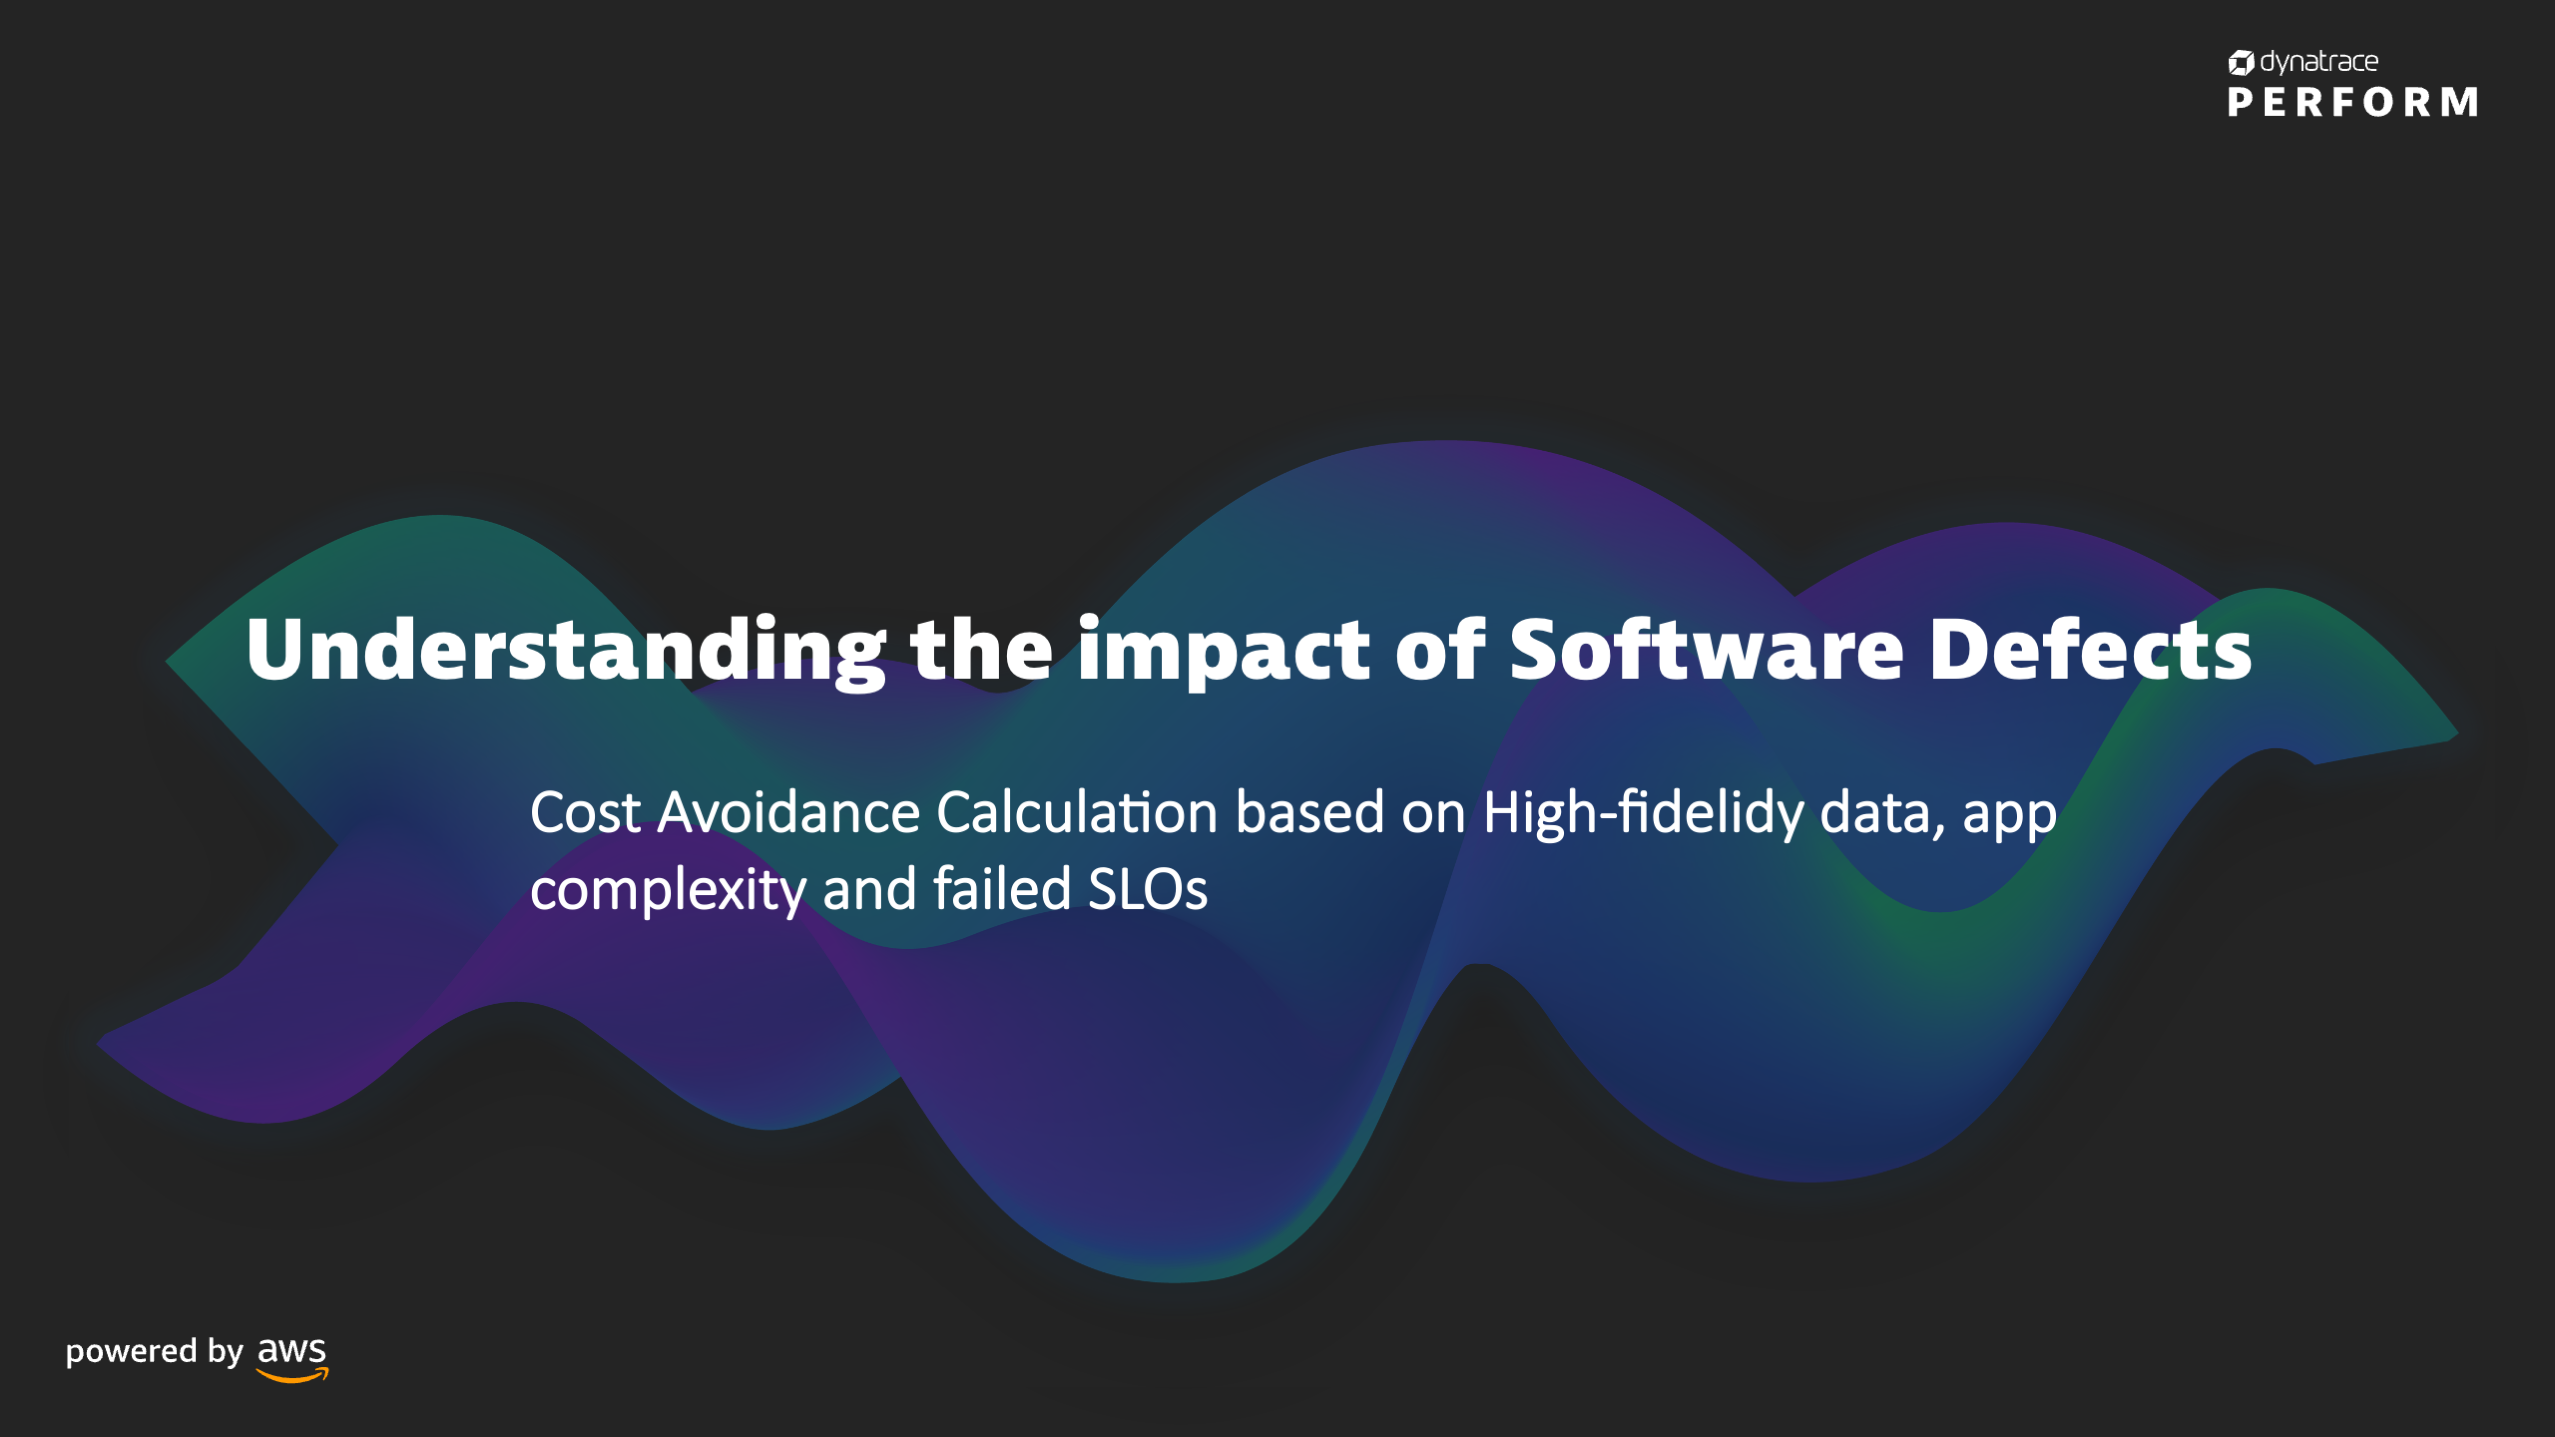 dynatrace
PERFORM
Understanding the impact of Software Defects
Cost Avoidance Calculation based on High-fidelidy data, app
complexity and failed SLOs
powered by aws